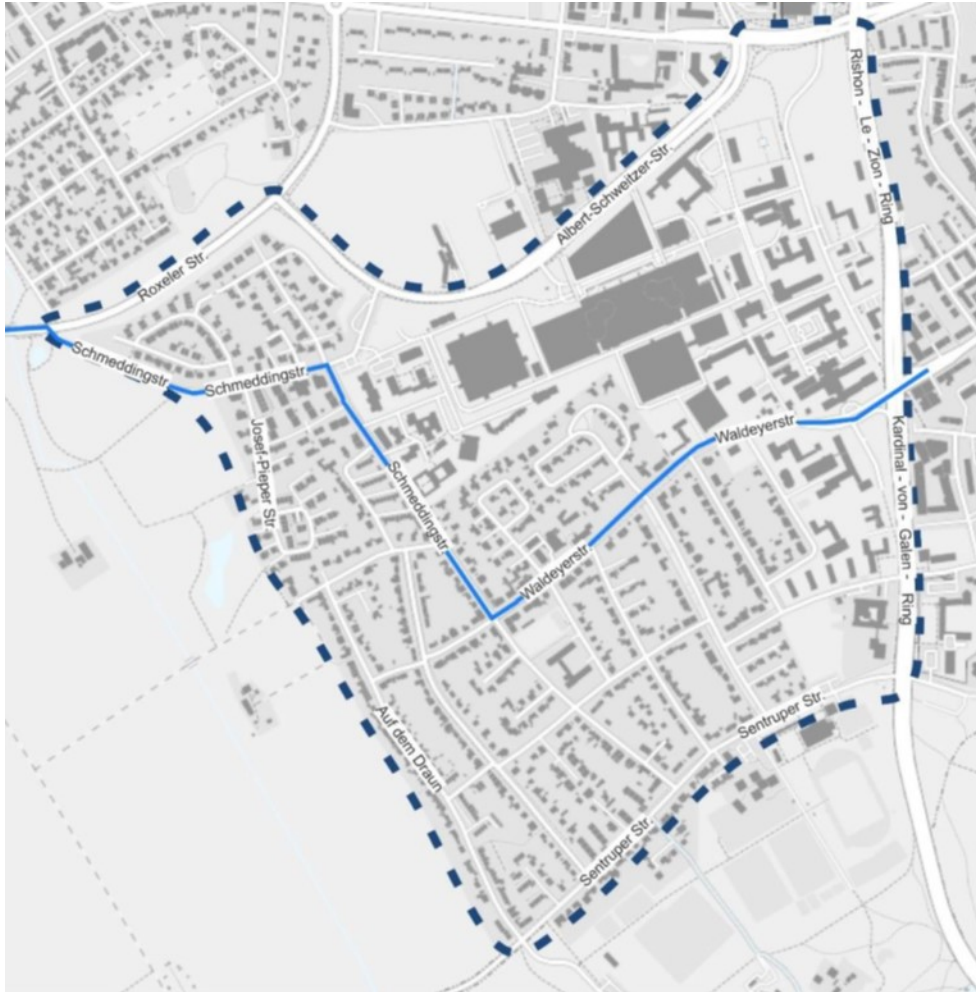 Rishon - Le - Zion - Ring
Albert-Schweitzer-Str.
Roxeler Str.
Schmeddingstr.
Schmeddingstr.
Josef-Pieper Str
Waldeyerstr.
Kardinal - von - Galen - Ring
Schmeddingstr.
Waldeyerstr.
Auf dem Draun
Sentruper Str.
Sentruper Str.